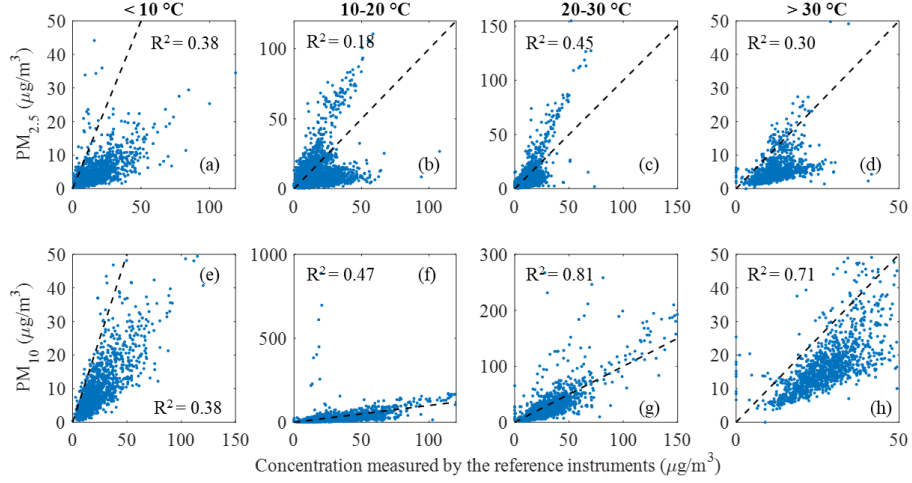 < 10 °C 10-20 °C 20-30 °C > 30 °C
PM2.5 (μg/m3)
50
40
30
20
10
0
R2 = 0.38
(a)
0 50 100
100
50
0
R2 = 0.18
(b)
0 50 100
150
100
50
0
R2 = 0.45
(c)
0 50 100 150
50
40
30
20
10
0
R2 = 0.30
(d)
0 50
PM10 (μg/m3)
50
40
30
20
10
0
(e)
R2 = 0.38
0 50 100 150
1000
500
0
R2 = 0.47
(f)
0 50 100
300
200
100
0
R2 = 0.81
(g)
0 50 100 150
50
40
30
20
10
0
R2 = 0.71
(h)
0 50
Concentration measured by the reference instruments (μg/m3)